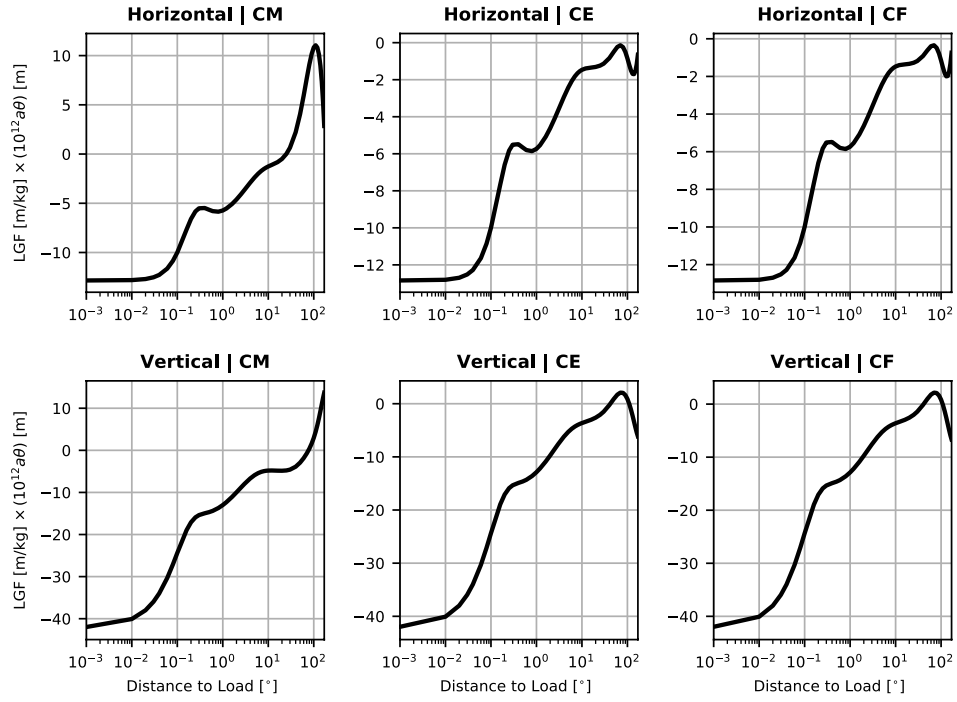 Horizontal | CM
Horizontal | CE
Horizontal | CF
LGF [m/kg] × (10¹²aθ) [m]
10
5
0
−5
−10
10⁻³ 10⁻² 10⁻¹ 10⁰ 10¹ 10²
0
−2
−4
−6
−8
−10
−12
10⁻³ 10⁻² 10⁻¹ 10⁰ 10¹ 10²
0
−2
−4
−6
−8
−10
−12
10⁻³ 10⁻² 10⁻¹ 10⁰ 10¹ 10²
Vertical | CM
Vertical | CE
Vertical | CF
LGF [m/kg] × (10¹²aθ) [m]
10
0
−10
−20
−30
−40
10⁻³ 10⁻² 10⁻¹ 10⁰ 10¹ 10²
Distance to Load [°]
0
−10
−20
−30
−40
10⁻³ 10⁻² 10⁻¹ 10⁰ 10¹ 10²
Distance to Load [°]
0
−10
−20
−30
−40
10⁻³ 10⁻² 10⁻¹ 10⁰ 10¹ 10²
Distance to Load [°]